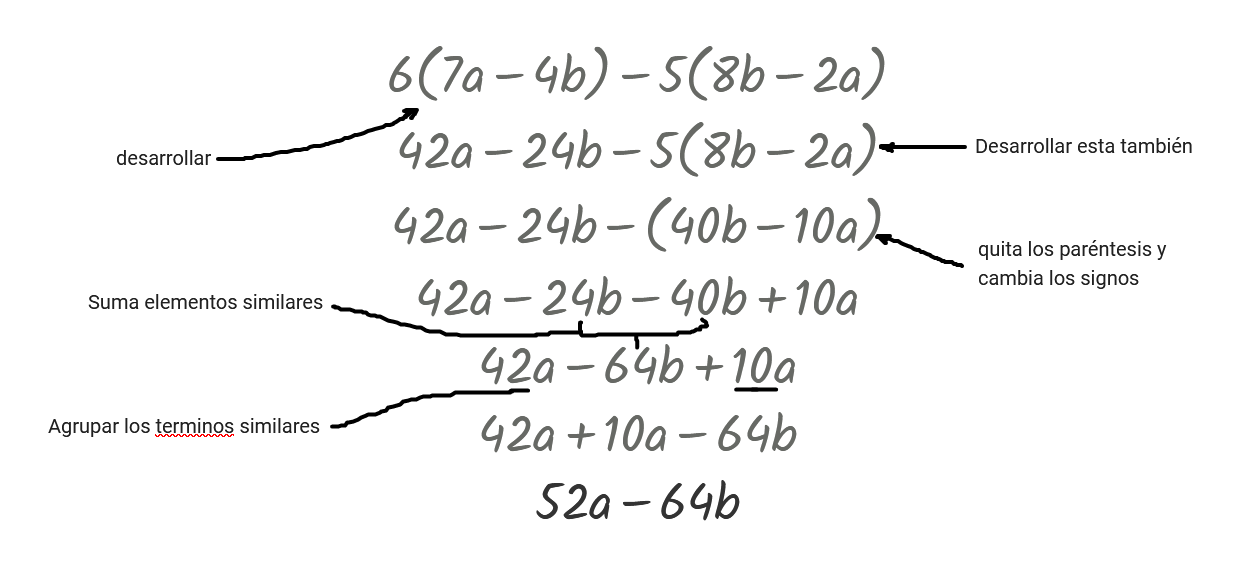 6(7a − 4b) − 5(8b − 2a)
desarrollar
42a − 24b − 5(8b − 2a)
Desarrollar esta también
42a − 24b − (40b − 10a)
quita los paréntesis y
cambia los signos
Suma elementos similares
42a − 24b − 40b + 10a
42a − 64b + 10a
Agrupar los terminos similares
42a + 10a − 64b
52a − 64b